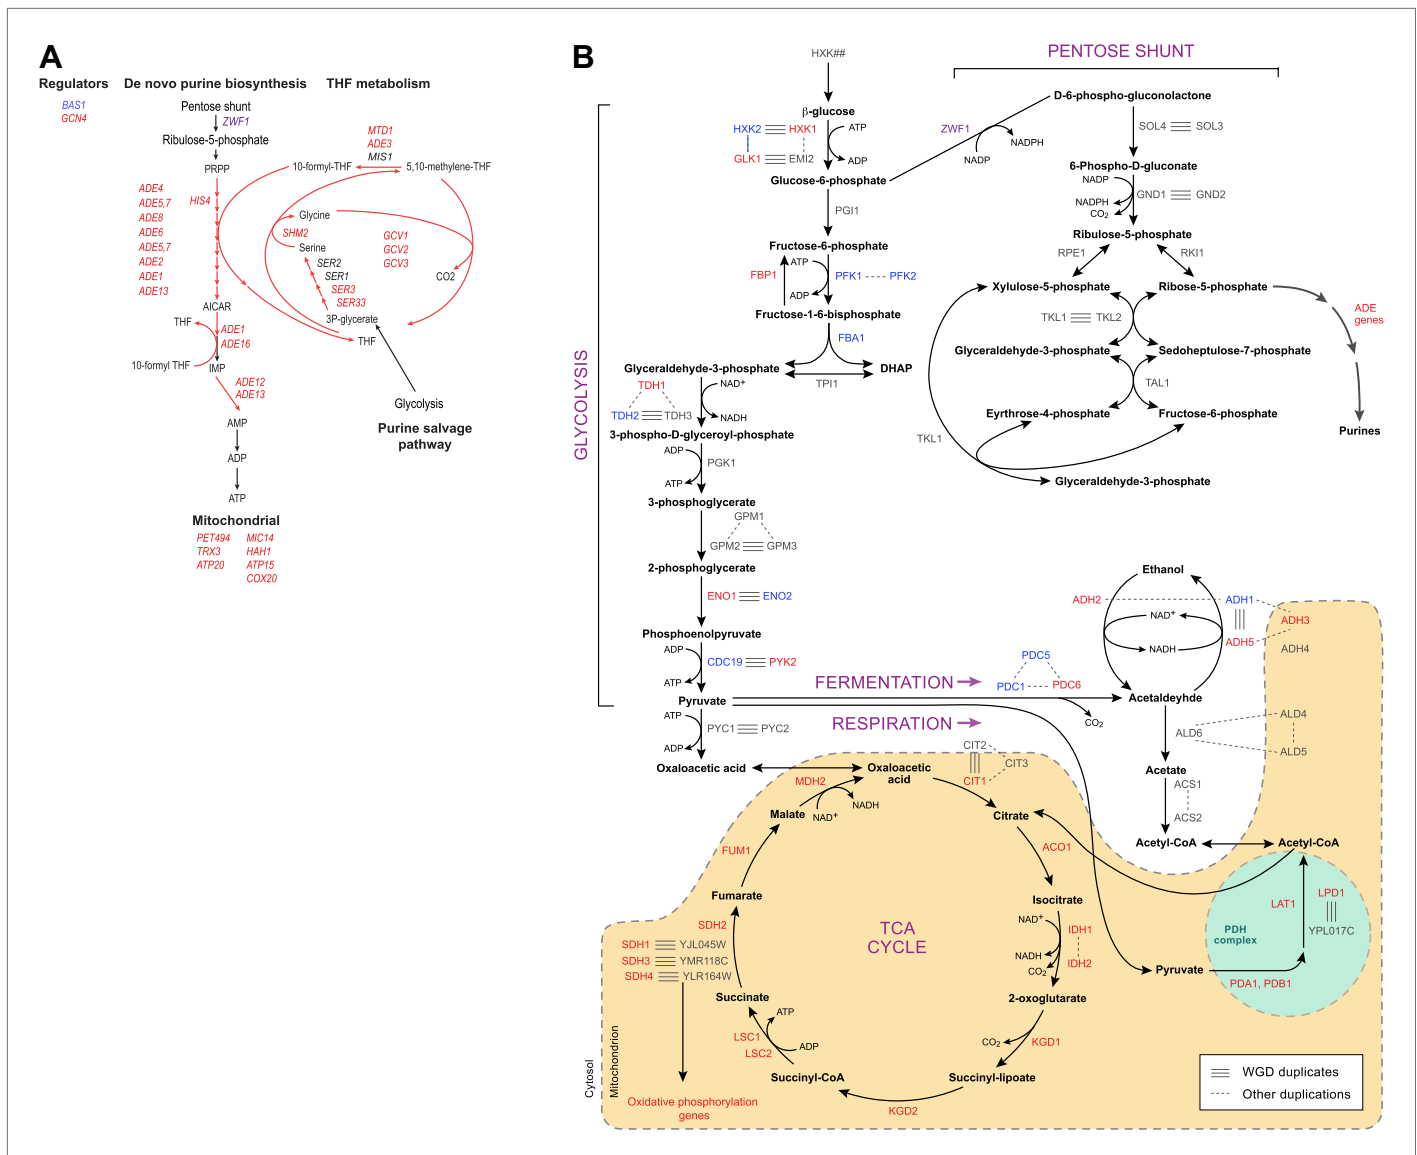 A
Regulators
BAS1
GCN4
De novo purine biosynthesis
Pentose shunt
ZWF1
Ribulose-5-phosphate
PRPP
ADE4
ADE5,7
ADE8
ADE6
ADE5,7
ADE2
ADE1
ADE13
HIS4
AICAR
THF
ADE1
ADE16
10-formyl THF
IMP
ADE12
ADE13
AMP
ADP
ATP
THF metabolism
MTD1
ADE3
MIS1
10-formyl-THF
5,10-methylene-THF
Glycine
SHM2
Serine
GCV1
GCV2
GCV3
SER2
SER1
SER3
SER33
CO2
3P-glycerate
THF
Glycolysis
Purine salvage
pathway
Mitochondrial
PET494
TRX3
ATP20
MIC14
HAH1
ATP15
COX20
B
GLYCOLYSIS
HXK##
β-glucose
HXK2
HXK1
GLK1
EMI2
ATP
ADP
Glucose-6-phosphate
PGI1
Fructose-6-phosphate
FBP1
ATP
ADP
PFK1
PFK2
Fructose-1-6-bisphosphate
FBA1
Glyceraldehyde-3-phosphate
DHAP
TPI1
TDH1
TDH2
TDH3
NAD+
NADH
3-phospho-D-glyceroyl-phosphate
ADP
ATP
PGK1
3-phosphoglycerate
GPM1
GPM2
GPM3
2-phosphoglycerate
ENO1
ENO2
Phosphoenolpyruvate
ADP
ATP
CDC19
PYK2
Pyruvate
ATP
ADP
PYC1
PYC2
Oxaloacetic acid
PENTOSE SHUNT
D-6-phospho-gluconolactone
ZWF1
NADP
NADPH
SOL4
SOL3
6-Phospho-D-gluconate
NADP
NADPH
CO2
GND1
GND2
Ribulose-5-phosphate
RPE1
RKI1
Xylulose-5-phosphate
Ribose-5-phosphate
TKL1
TKL2
Glyceraldehyde-3-phosphate
Sedoheptulose-7-phosphate
TAL1
Eyrthrose-4-phosphate
Fructose-6-phosphate
TKL1
Glyceraldehyde-3-phosphate
ADE
genes
Purines
FERMENTATION
RESPIRATION
PDC5
PDC1
PDC6
CO2
Ethanol
ADH2
ADH1
NAD+
NADH
ADH5
ADH3
ADH4
Acetaldeyhde
ALD6
ALD4
ALD5
Acetate
ACS1
ACS2
Acetyl-CoA
Acetyl-CoA
LAT1
LPD1
YPL017C
PDH
complex
Pyruvate
PDA1, PDB1
TCA
CYCLE
Oxaloacetic
acid
CIT2
CIT3
CIT1
Citrate
ACO1
Isocitrate
NAD+
NADH
CO2
IDH1
IDH2
2-oxoglutarate
CO2
KGD1
Succinyl-lipoate
KGD2
Succinyl-CoA
LSC1
LSC2
ATP
ADP
Succinate
SDH2
SDH1
YJL045W
SDH3
YMR118C
SDH4
YLR164W
Fumarate
FUM1
Malate
MDH2
NAD+
NADH
Oxidative phosphorylation
genes
Cytosol
Mitochondrion
WGD duplicates
Other duplications